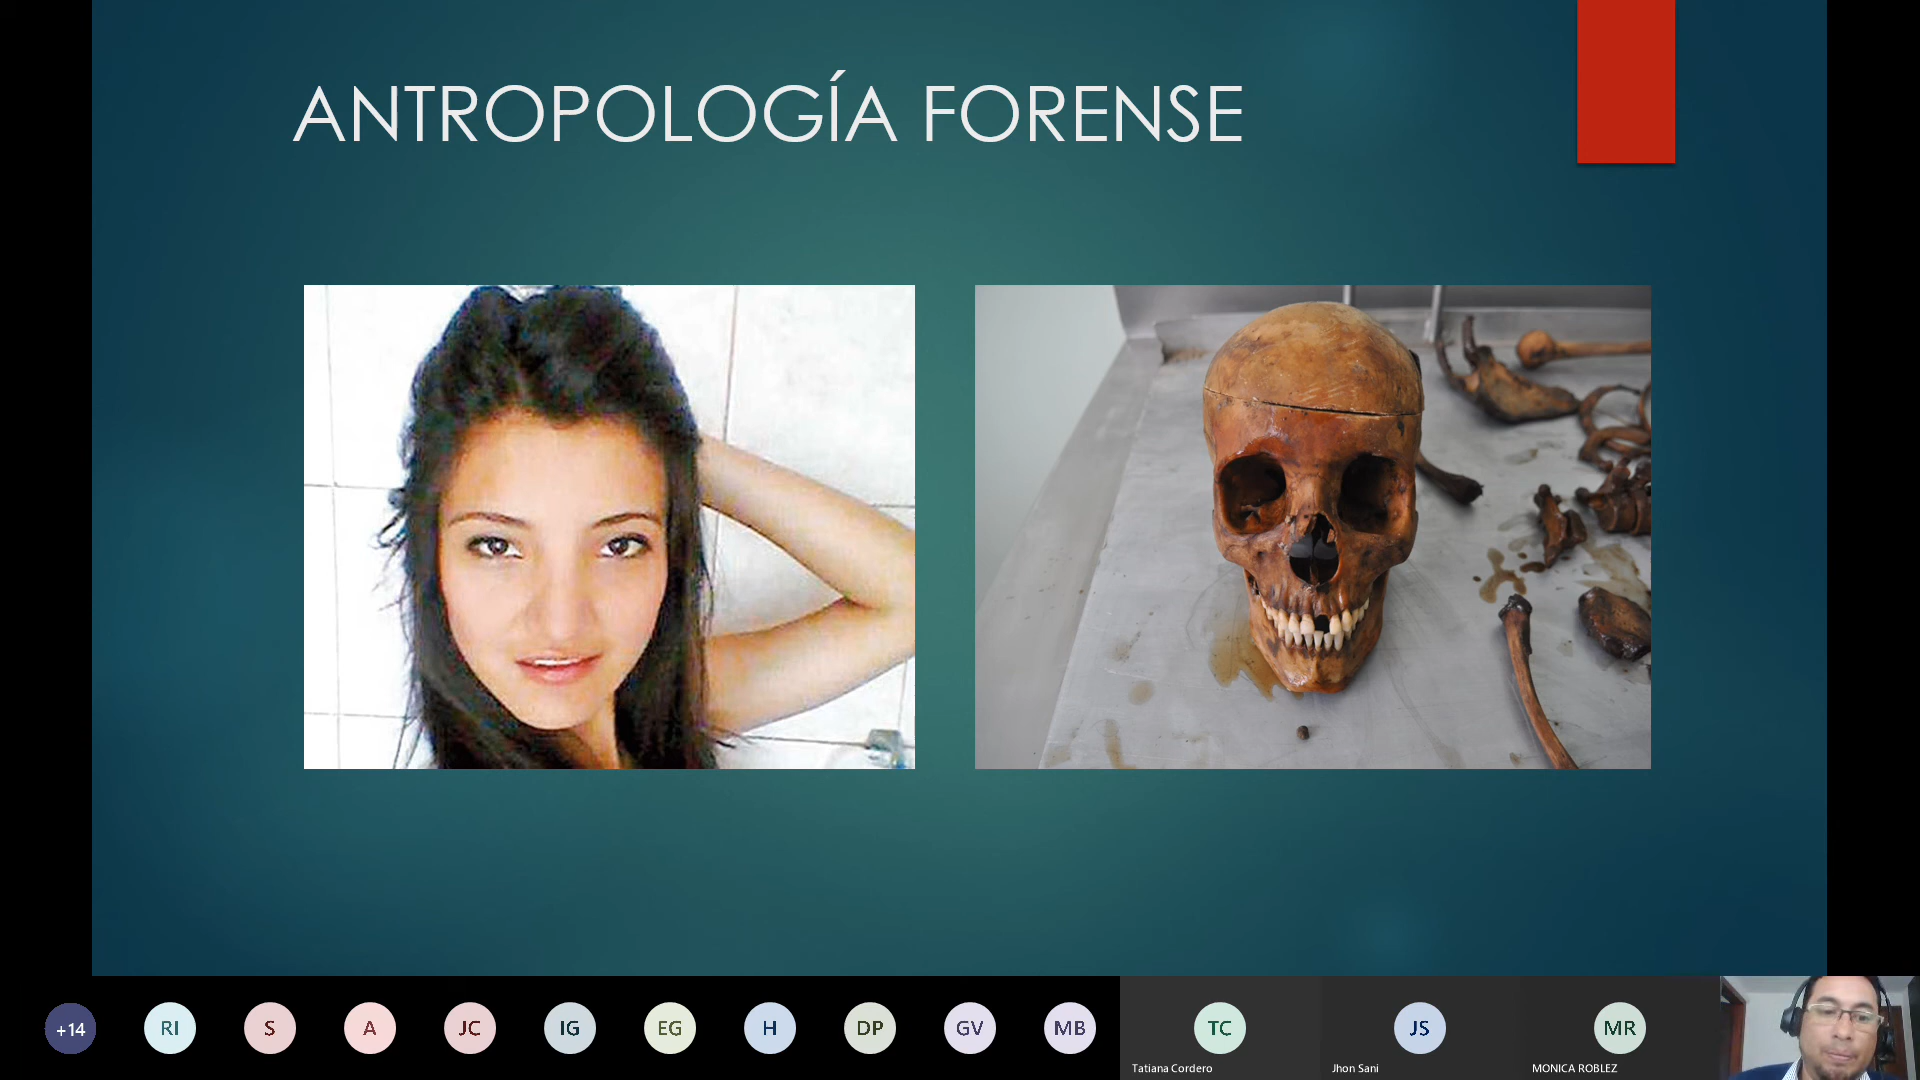 ANTROPOLOGÍA FORENSE
+14
RI
S
A
JC
IG
EG
H
DP
GV
MB
TC
JS
MR
Tatiana Cordero
Jhon Sani
MONICA ROBLEZ